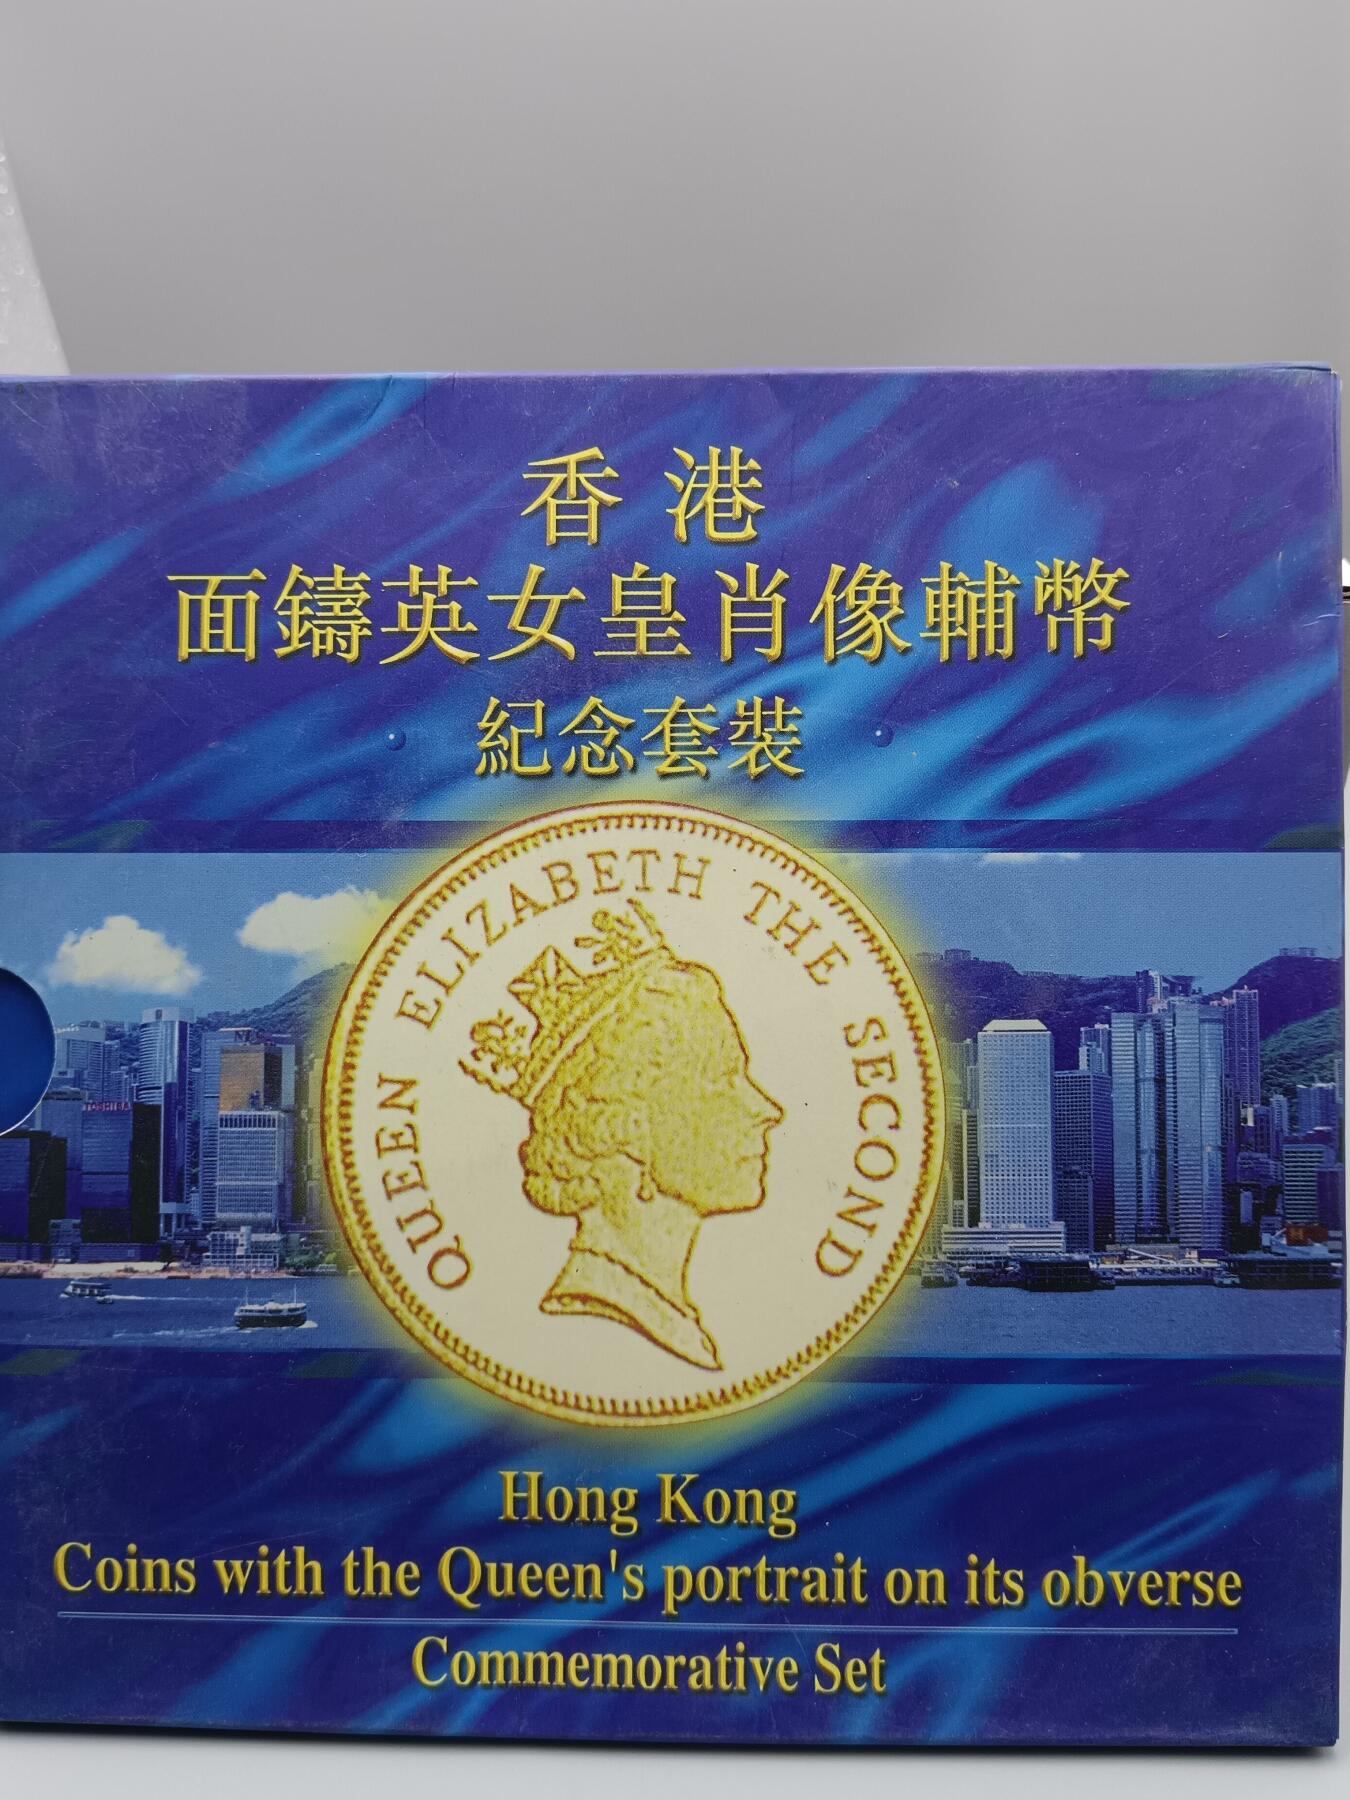 香港
面鑄英女皇肖像輔幣
紀念套裝
QUEEN ELIZABETH THE SECOND
TOSHIBA
Hong Kong
Coins with the Queen's portrait on its obverse
Commemorative Set